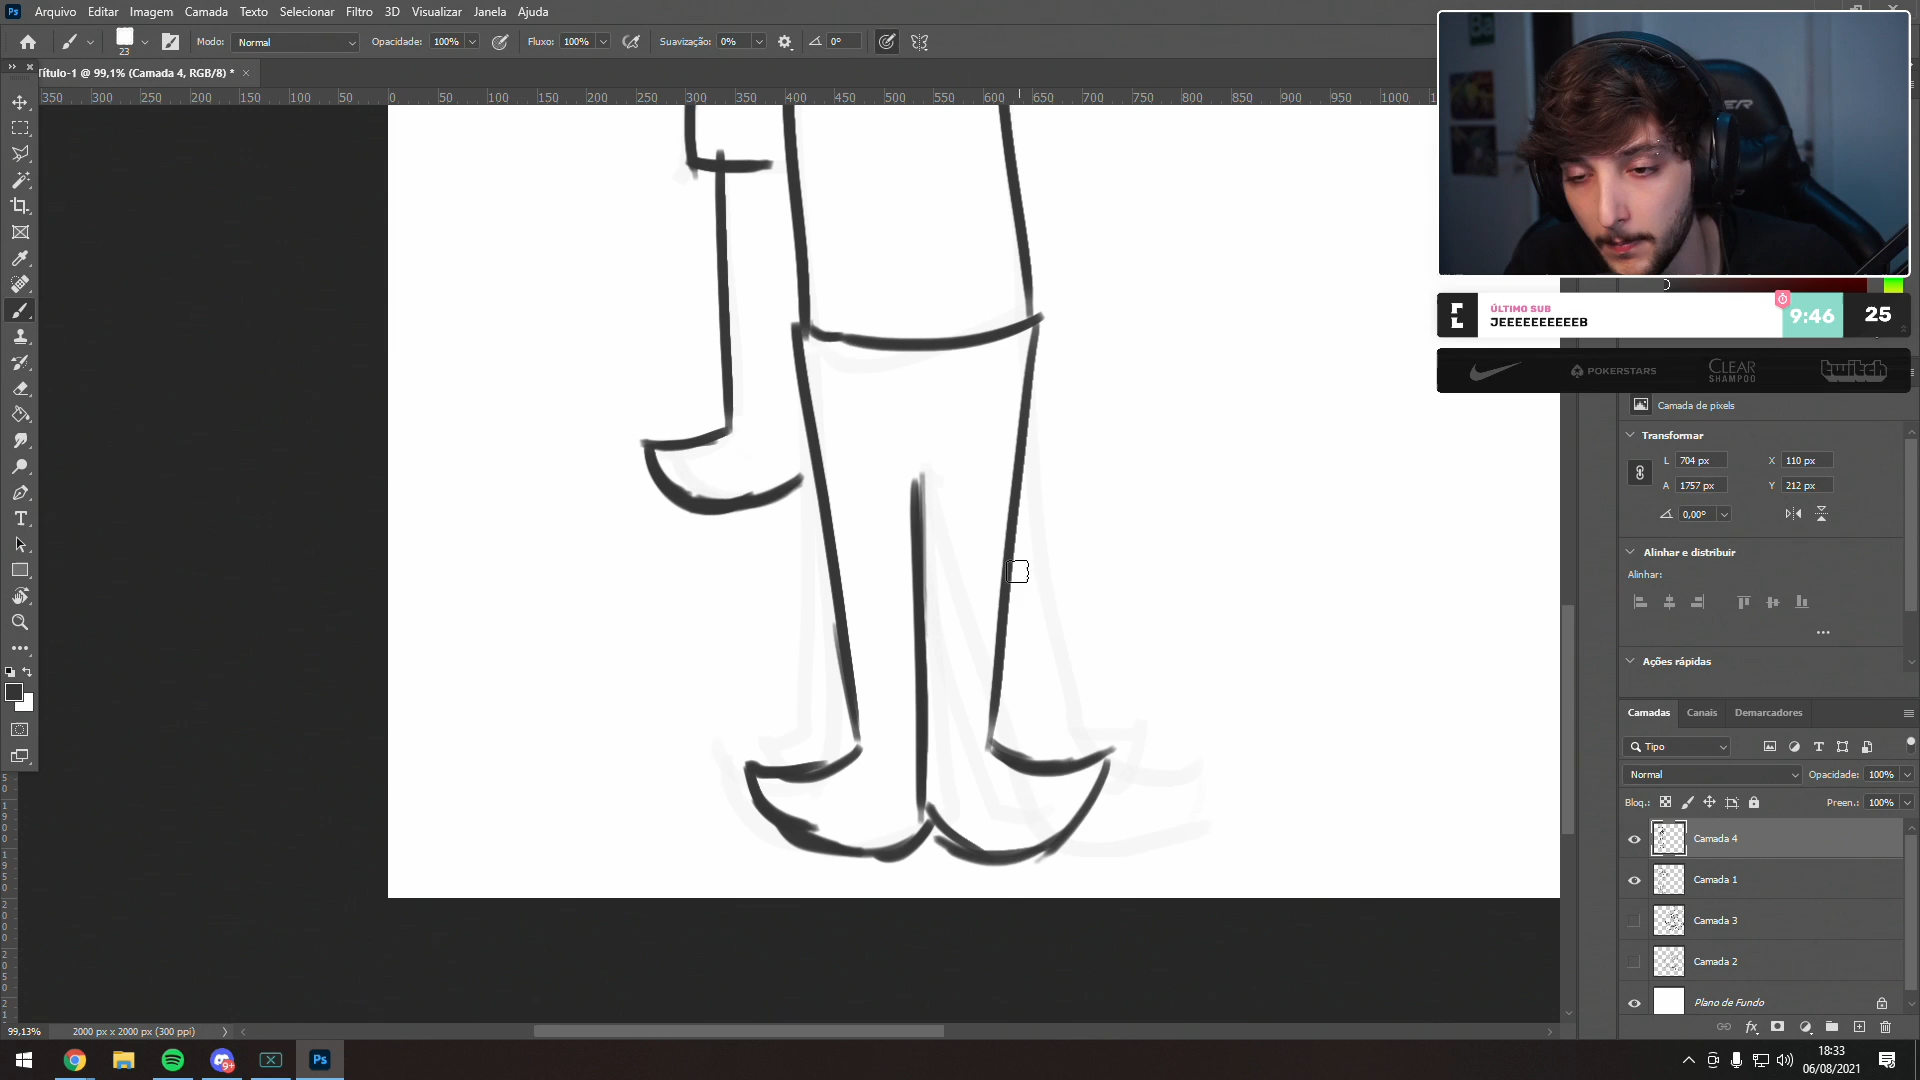 Ps Arquivo Editar Imagem Camada Texto Selecionar Filtro 3D Visualizar Janela Ajuda
23 Modo: Normal Opacidade: 100% Fluxo: 100% Suavização: 0% 0°
Título-1 @ 99,1% (Camada 4, RGB/8) *
350 300 250 200 150 100 50 0 50 100 150 200 250 300 350 400 450 500 550 600 650 700 750 800 850 900 950 1000
ÚLTIMO SUB
JEEEEEEEEEEB
9:46
25
POKERSTARS
CLEAR
SHAMPOO
twitch
Camada de pixels
Transformar
L 704 px X 110 px
A 1757 px Y 212 px
0,00°
Alinhar e distribuir
Alinhar:
Ações rápidas
Camadas Canais Demarcadores
Tipo
Normal Opacidade: 100%
Bloq.: Preen.: 100%
Camada 4
Camada 1
Camada 3
Camada 2
Plano de Fundo
fx
99,13% 2000 px x 2000 px (300 ppi)
9+
Ps
18:33
06/08/2021